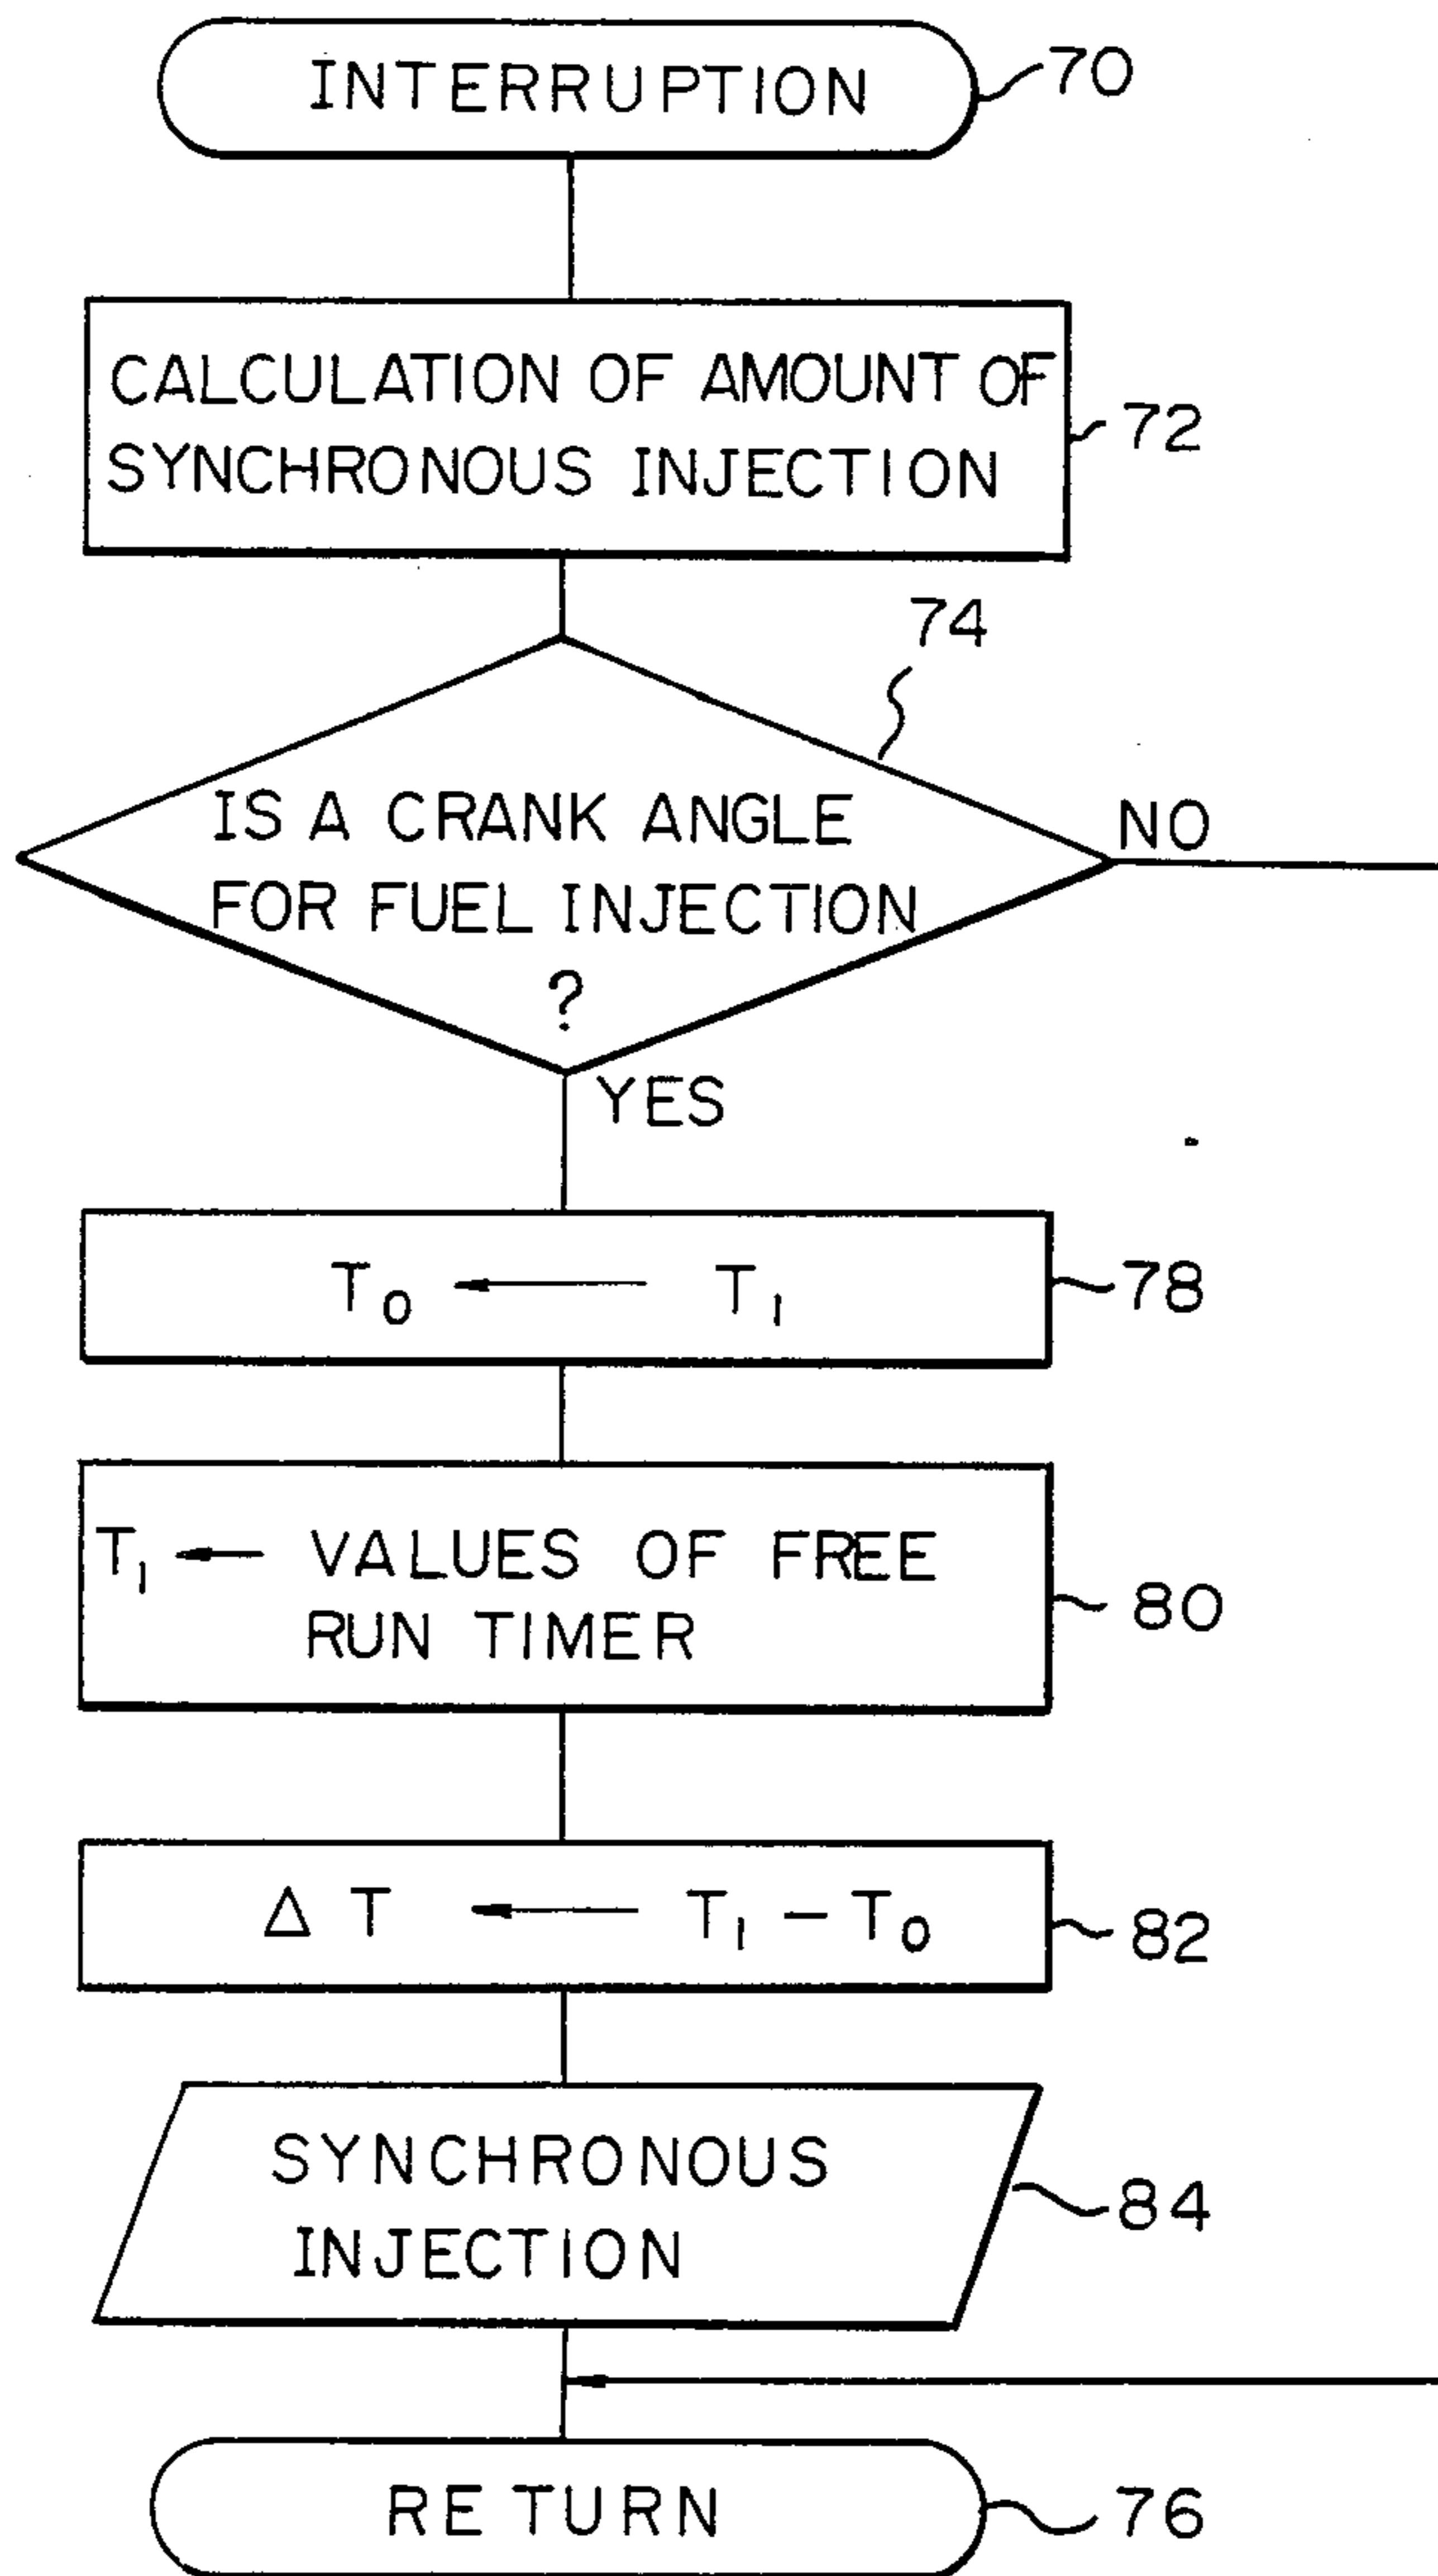 INTERRUPTION
70
CALCULATION OF AMOUNT OF
SYNCHRONOUS INJECTION
72
74
IS A CRANK ANGLE
FOR FUEL INJECTION
?
NO
YES
T₀ ← T₁
78
T₁ ← VALUES OF FREE
RUN TIMER
80
Δ T ← T₁ – T₀
82
SYNCHRONOUS
INJECTION
84
RETURN
76